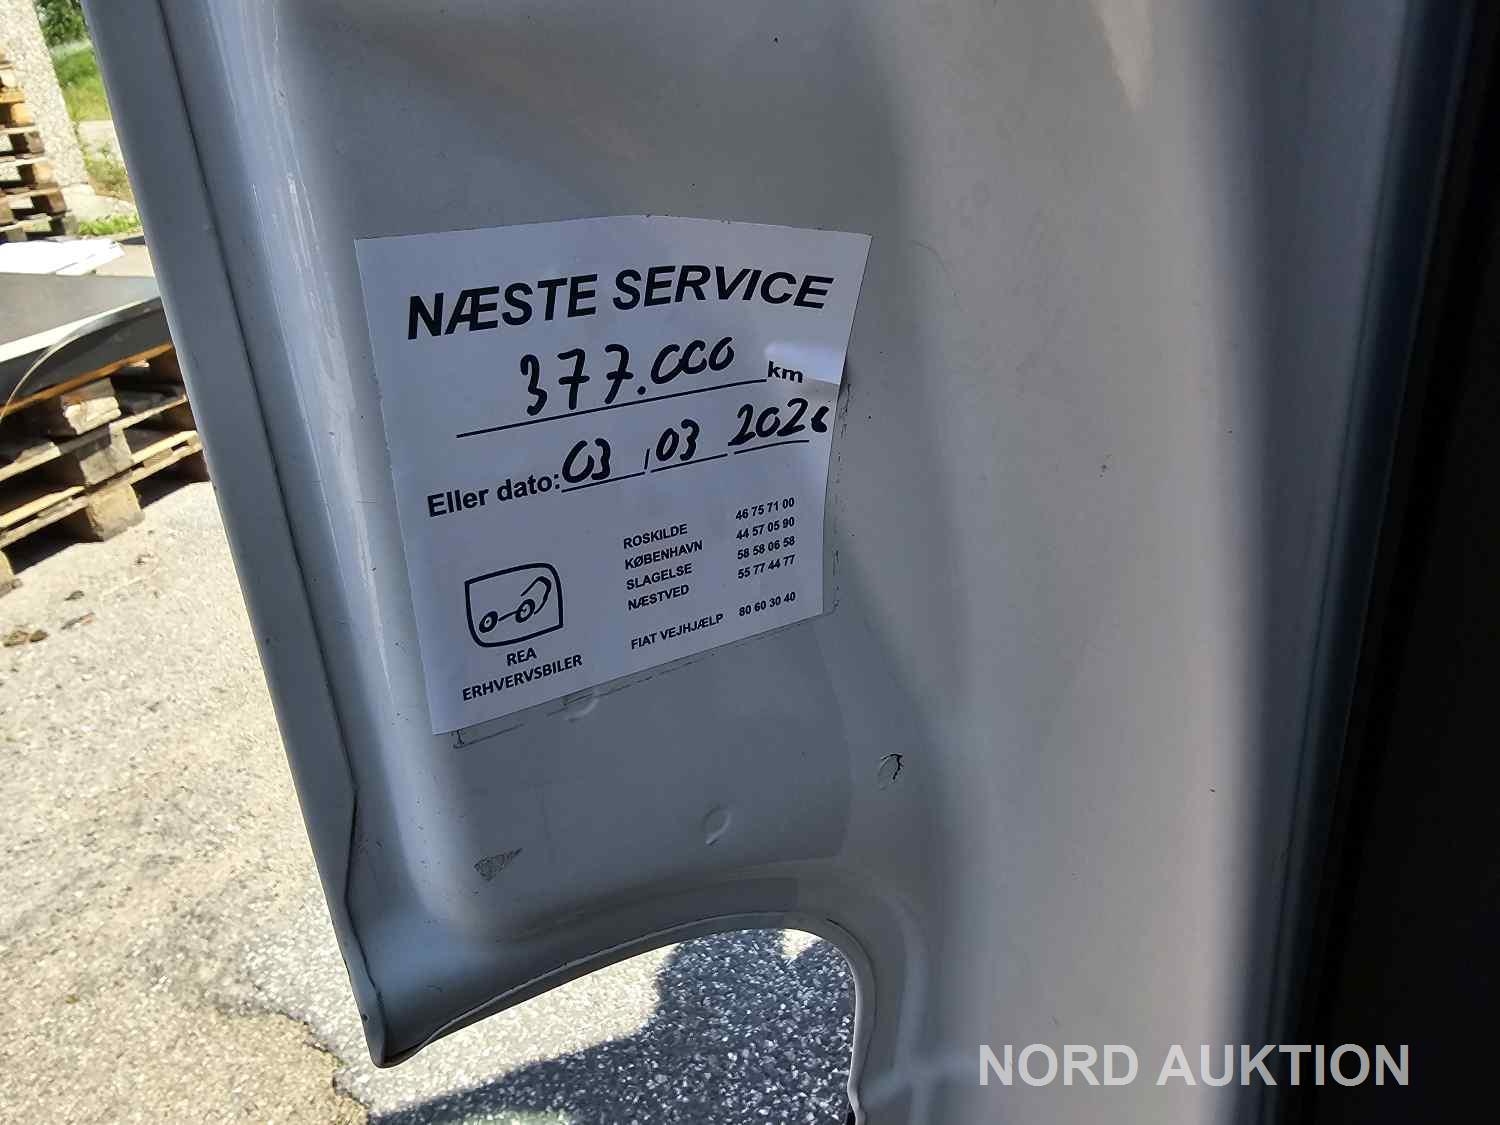 NÆSTE SERVICE
377.000 km
Eller dato: 03 / 03 2026
ROSKILDE 46 75 71 00
KØBENHAVN 44 57 05 90
SLAGELSE 58 58 06 58
NÆSTVED 55 77 44 77
FIAT VEJHJÆLP 80 60 30 40
REA
ERHVERVSBILER
NORD AUKTION